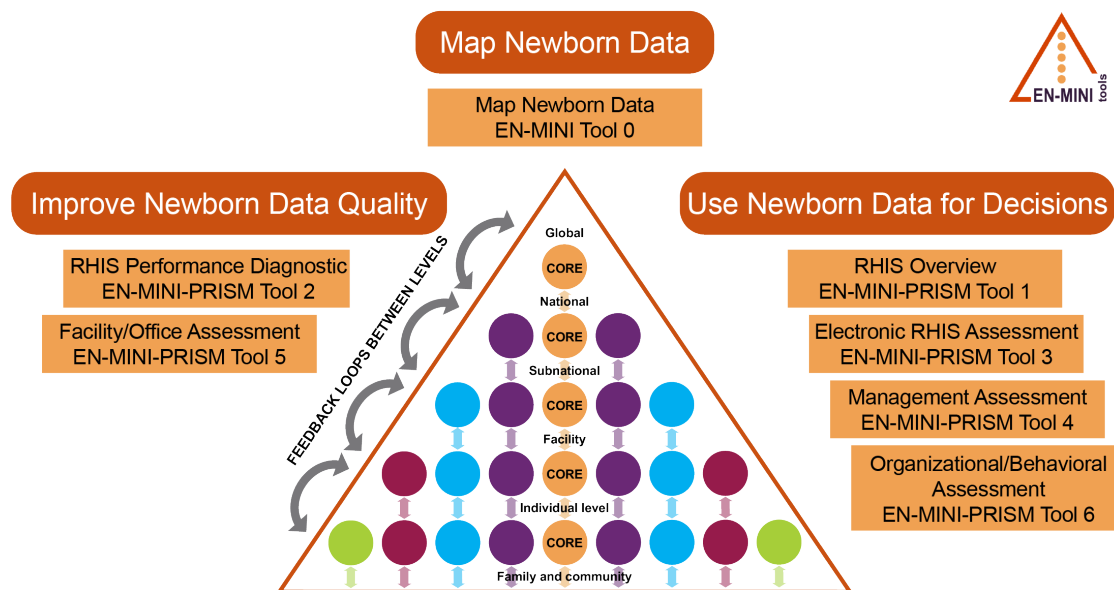 Map Newborn Data
Map Newborn Data
EN-MINI Tool 0
EN-MINI
tools
Improve Newborn Data Quality
RHIS Performance Diagnostic
EN-MINI-PRISM Tool 2
Facility/Office Assessment
EN-MINI-PRISM Tool 5
FEEDBACK LOOPS BETWEEN LEVELS
Global
CORE
National
CORE
Subnational
CORE
Facility
CORE
Individual level
CORE
Family and community
Use Newborn Data for Decisions
RHIS Overview
EN-MINI-PRISM Tool 1
Electronic RHIS Assessment
EN-MINI-PRISM Tool 3
Management Assessment
EN-MINI-PRISM Tool 4
Organizational/Behavioral
Assessment
EN-MINI-PRISM Tool 6